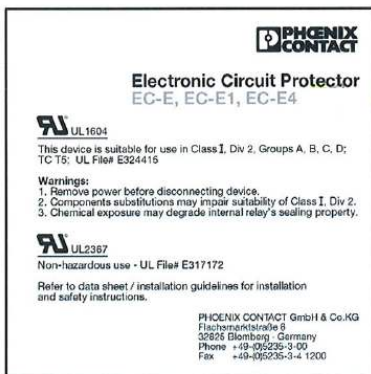 PHŒNIX
CONTACT
Electronic Circuit Protector
EC-E, EC-E1, EC-E4
UL1604
This device is suitable for use in Class I, Div 2, Groups A, B, C, D;
TC T5; UL File# E324415
Warnings:
1. Remove power before disconnecting device.
2. Components substitutions may impair suitability of Class I, Div 2.
3. Chemical exposure may degrade internal relay's sealing property.
UL2367
Non-hazardous use - UL File# E317172
Refer to data sheet / installation guidelines for installation
and safety instructions.
PHOENIX CONTACT GmbH & Co.KG
Flachsmarktstraße 8
32825 Blomberg - Germany
Phone +49-(0)5235-3-00
Fax +49-(0)5235-3-4 1200